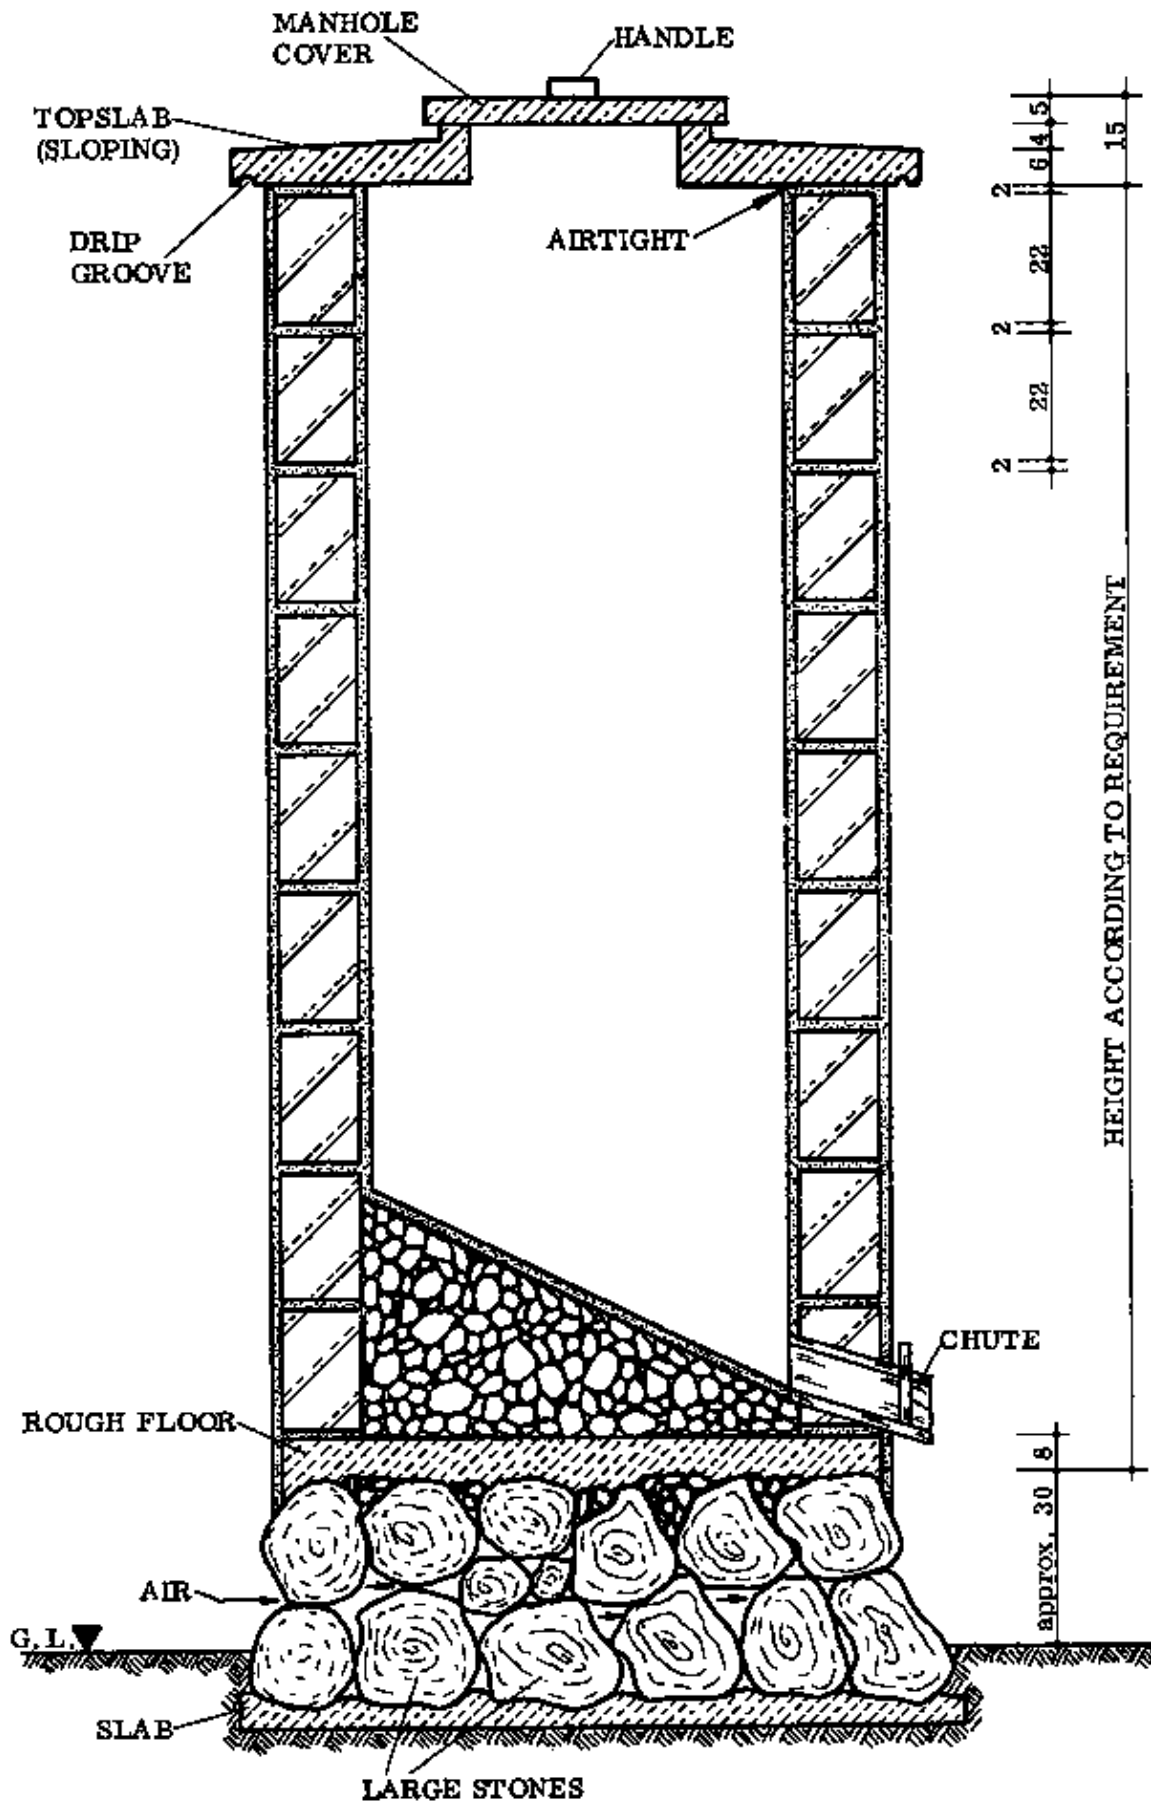 MANHOLE
COVER
HANDLE
TOPSLAB
(SLOPING)
5
4
6
15
2
DRIP
GROOVE
AIRTIGHT
22
2
22
2
HEIGHT ACCORDING TO REQUIREMENT
CHUTE
ROUGH FLOOR
8
approx. 30
AIR
G. L.
SLAB
LARGE STONES